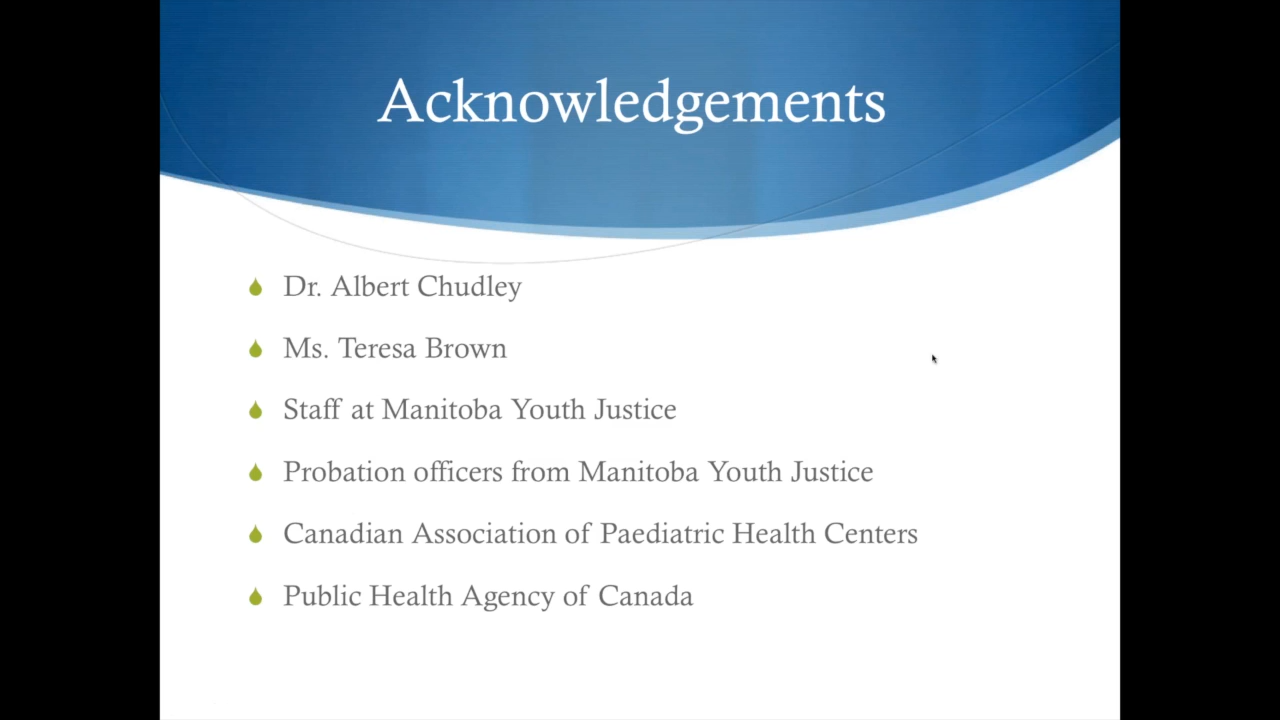 Acknowledgements
Dr. Albert Chudley
Ms. Teresa Brown
Staff at Manitoba Youth Justice
Probation officers from Manitoba Youth Justice
Canadian Association of Paediatric Health Centers
Public Health Agency of Canada